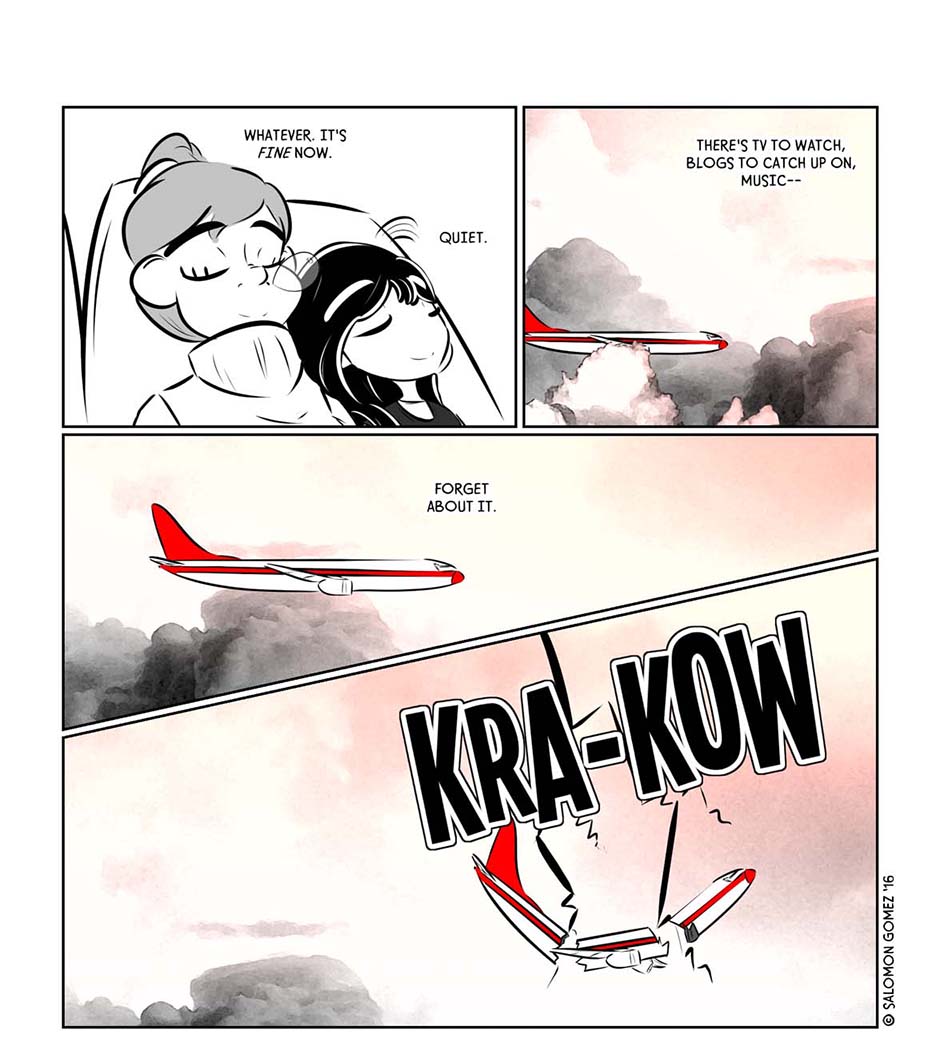 WHATEVER. IT'S
FINE NOW.
QUIET.
THERE'S TV TO WATCH,
BLOGS TO CATCH UP ON,
MUSIC--
FORGET
ABOUT IT.
KRA-KOW
© SALOMON GOMEZ '16